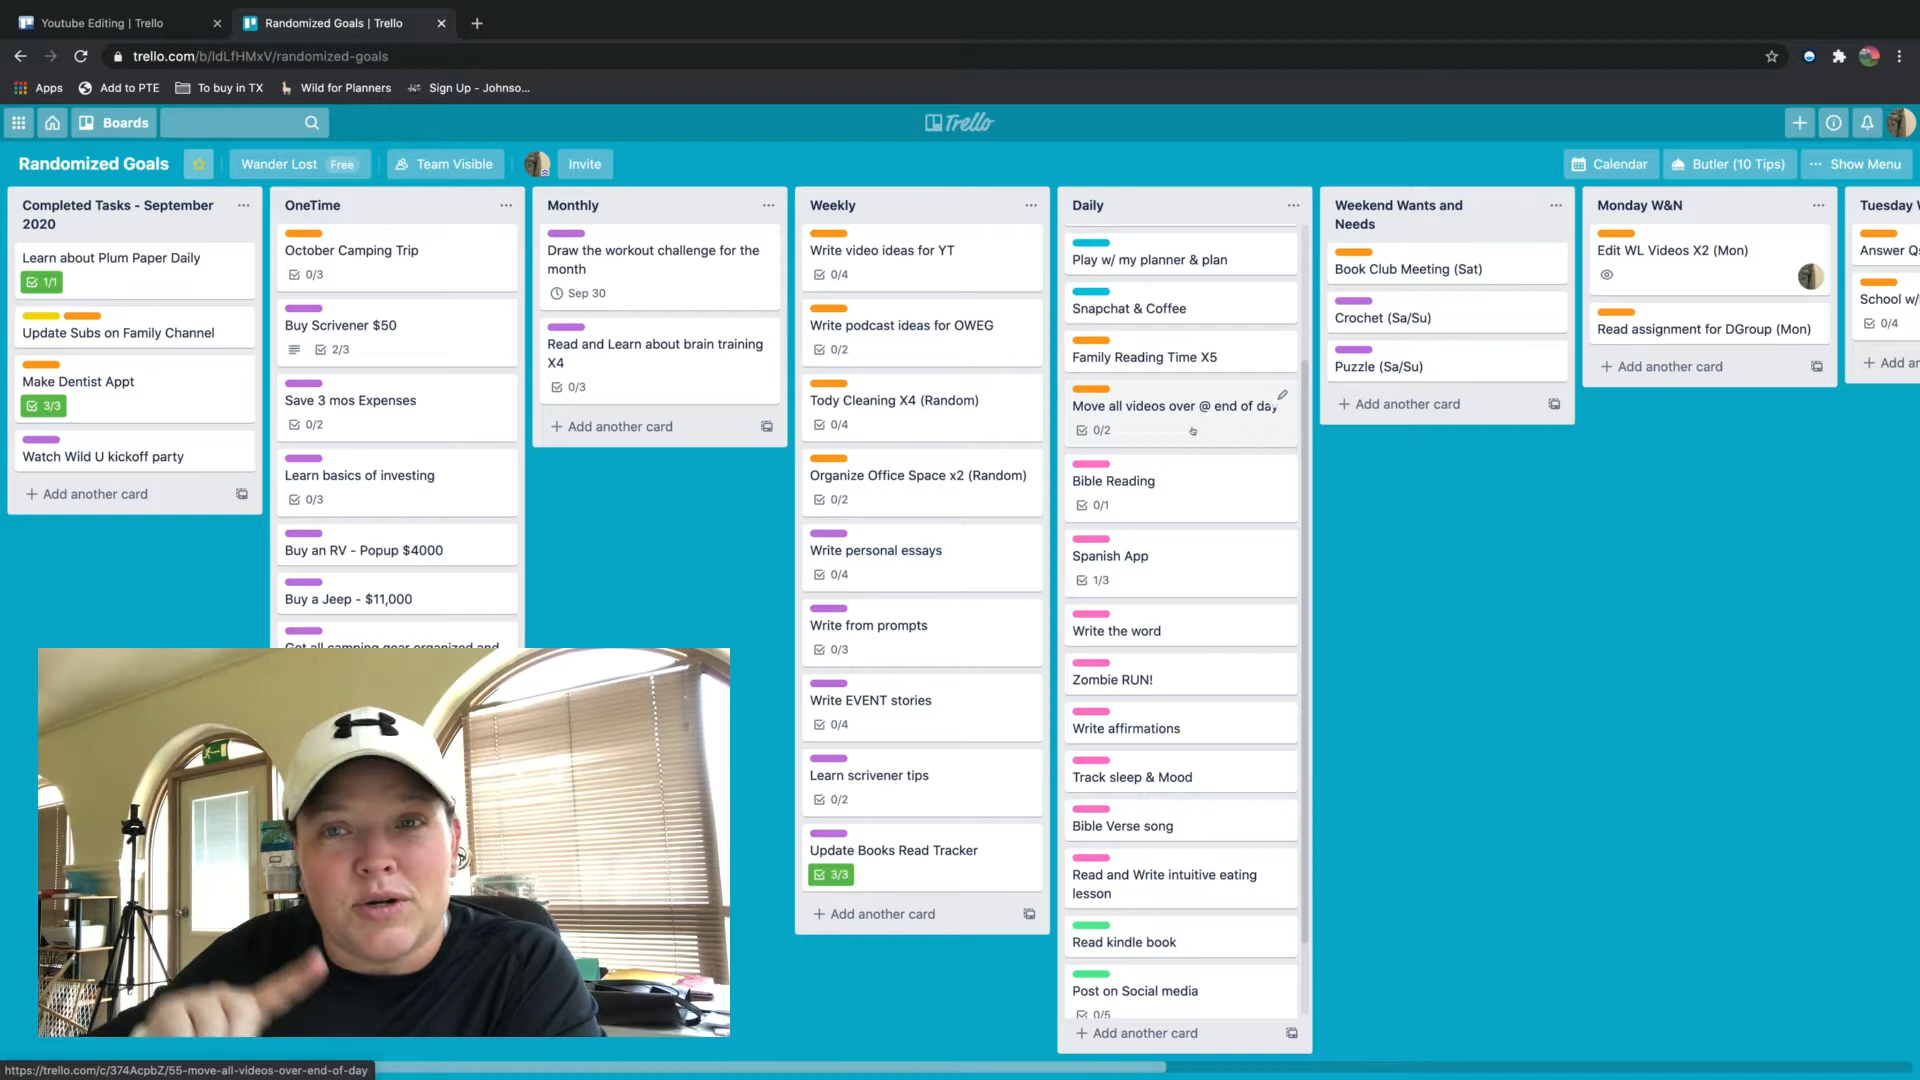 Youtube Editing | Trello
Randomized Goals | Trello
trello.com/b/IdLfHMxV/randomized-goals
Apps
Add to PTE
To buy in TX
Wild for Planners
Sign Up - Johnso...
Boards
Trello
Randomized Goals
Wander Lost Free
Team Visible
Invite
Calendar
Butler (10 Tips)
Show Menu
Completed Tasks - September
2020
Learn about Plum Paper Daily
1/1
Update Subs on Family Channel
Make Dentist Appt
3/3
Watch Wild U kickoff party
Add another card
OneTime
October Camping Trip
0/3
Buy Scrivener $50
2/3
Save 3 mos Expenses
0/2
Learn basics of investing
0/3
Buy an RV - Popup $4000
Buy a Jeep - $11,000
Get all camping gear organized and
Monthly
Draw the workout challenge for the
month
Sep 30
Read and Learn about brain training
X4
0/3
Add another card
Weekly
Write video ideas for YT
0/4
Write podcast ideas for OWEG
0/2
Tody Cleaning X4 (Random)
0/4
Organize Office Space x2 (Random)
0/2
Write personal essays
0/4
Write from prompts
0/3
Write EVENT stories
0/4
Learn scrivener tips
0/2
Update Books Read Tracker
3/3
Add another card
Daily
Play w/ my planner & plan
Snapchat & Coffee
Family Reading Time X5
Move all videos over @ end of day
0/2
Bible Reading
0/1
Spanish App
1/3
Write the word
Zombie RUN!
Write affirmations
Track sleep & Mood
Bible Verse song
Read and Write intuitive eating
lesson
Read kindle book
Post on Social media
0/5
Add another card
Weekend Wants and
Needs
Book Club Meeting (Sat)
Crochet (Sa/Su)
Puzzle (Sa/Su)
Add another card
Monday W&N
Edit WL Videos X2 (Mon)
Read assignment for DGroup (Mon)
Add another card
Tuesday W
Answer Qs
School w/
0/4
Add an
https://trello.com/c/374AcpbZ/55-move-all-videos-over-end-of-day